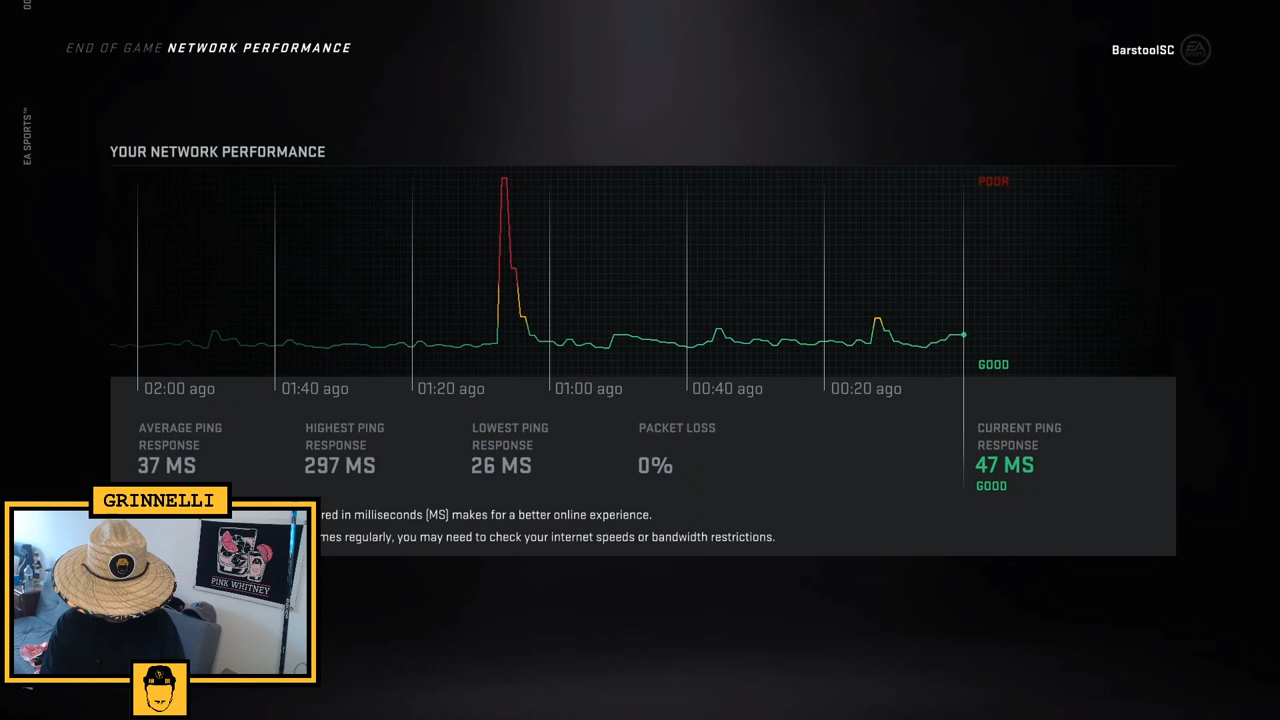 END OF GAME NETWORK PERFORMANCE
BarstoolSC
EA SPORTS™
YOUR NETWORK PERFORMANCE
POOR
GOOD
02:00 ago
01:40 ago
01:20 ago
01:00 ago
00:40 ago
00:20 ago
AVERAGE PING
RESPONSE
37 MS
HIGHEST PING
RESPONSE
297 MS
LOWEST PING
RESPONSE
26 MS
PACKET LOSS
0%
CURRENT PING
RESPONSE
47 MS
GOOD
red in milliseconds (MS) makes for a better online experience.
mes regularly, you may need to check your internet speeds or bandwidth restrictions.
GRINNELLI
PINK WHITNEY